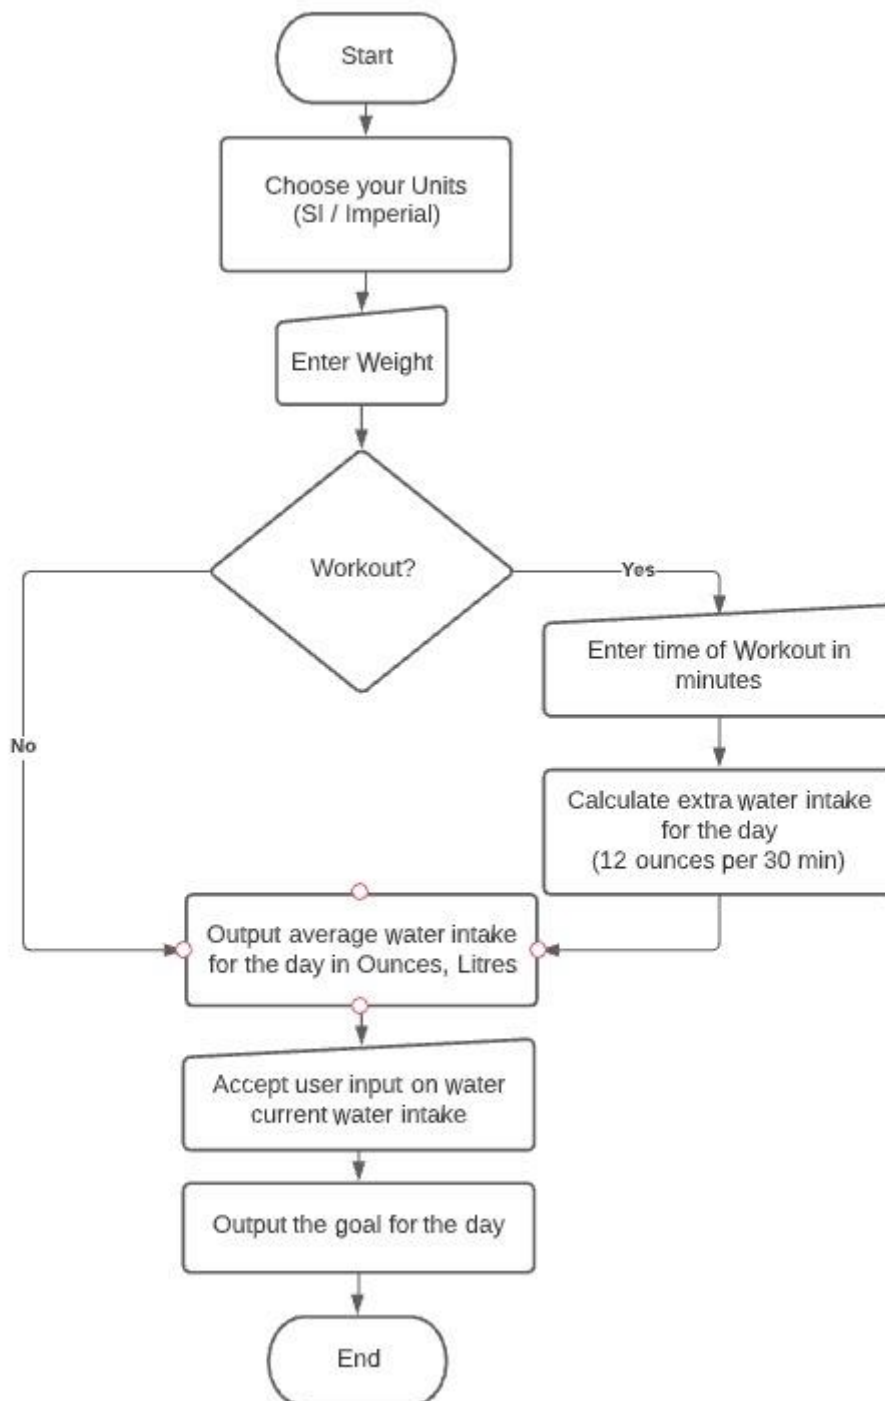 Start
Choose your Units
(SI / Imperial)
Enter Weight
Workout?
Yes
Enter time of Workout in
minutes
No
Calculate extra water intake
for the day
(12 ounces per 30 min)
Output average water intake
for the day in Ounces, Litres
Accept user input on water
current water intake
Output the goal for the day
End